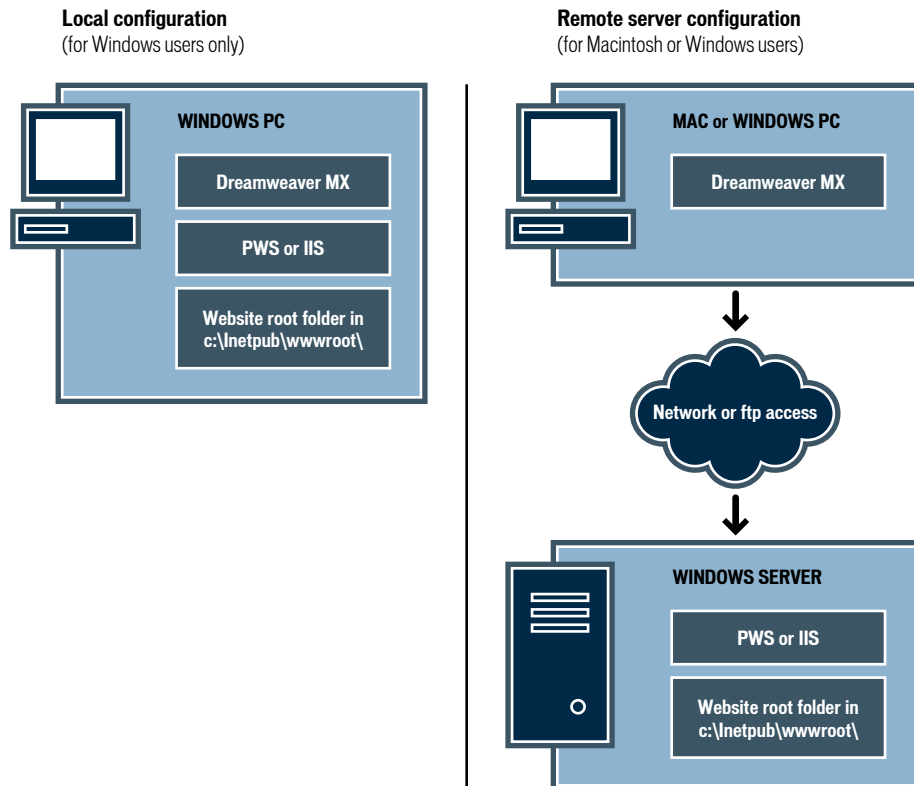 Local configuration
(for Windows users only)
WINDOWS PC
Dreamweaver MX
PWS or IIS
Website root folder in
c:\Inetpub\wwwroot\
Remote server configuration
(for Macintosh or Windows users)
MAC or WINDOWS PC
Dreamweaver MX
Network or ftp access
WINDOWS SERVER
PWS or IIS
Website root folder in
c:\Inetpub\wwwroot\